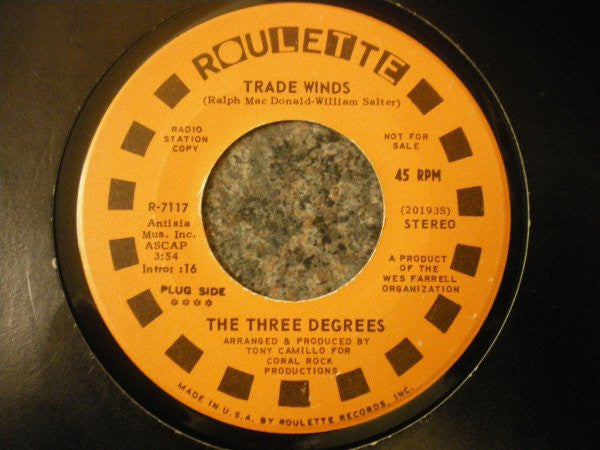 ROULETTE
TRADE WINDS
(Ralph Mac Donald-William Salter)
RADIO
STATION
COPY
NOT FOR
SALE
45 RPM
R-7117
Antisia
Mus. Inc.
ASCAP
3:54
Intro: :16
(20193S)
STEREO
A PRODUCT
OF THE
WES FARRELL
ORGANIZATION
PLUG SIDE
****
THE THREE DEGREES
ARRANGED & PRODUCED BY
TONY CAMILLO FOR
CORAL ROCK
PRODUCTIONS
MADE IN U.S.A. BY ROULETTE RECORDS, INC.